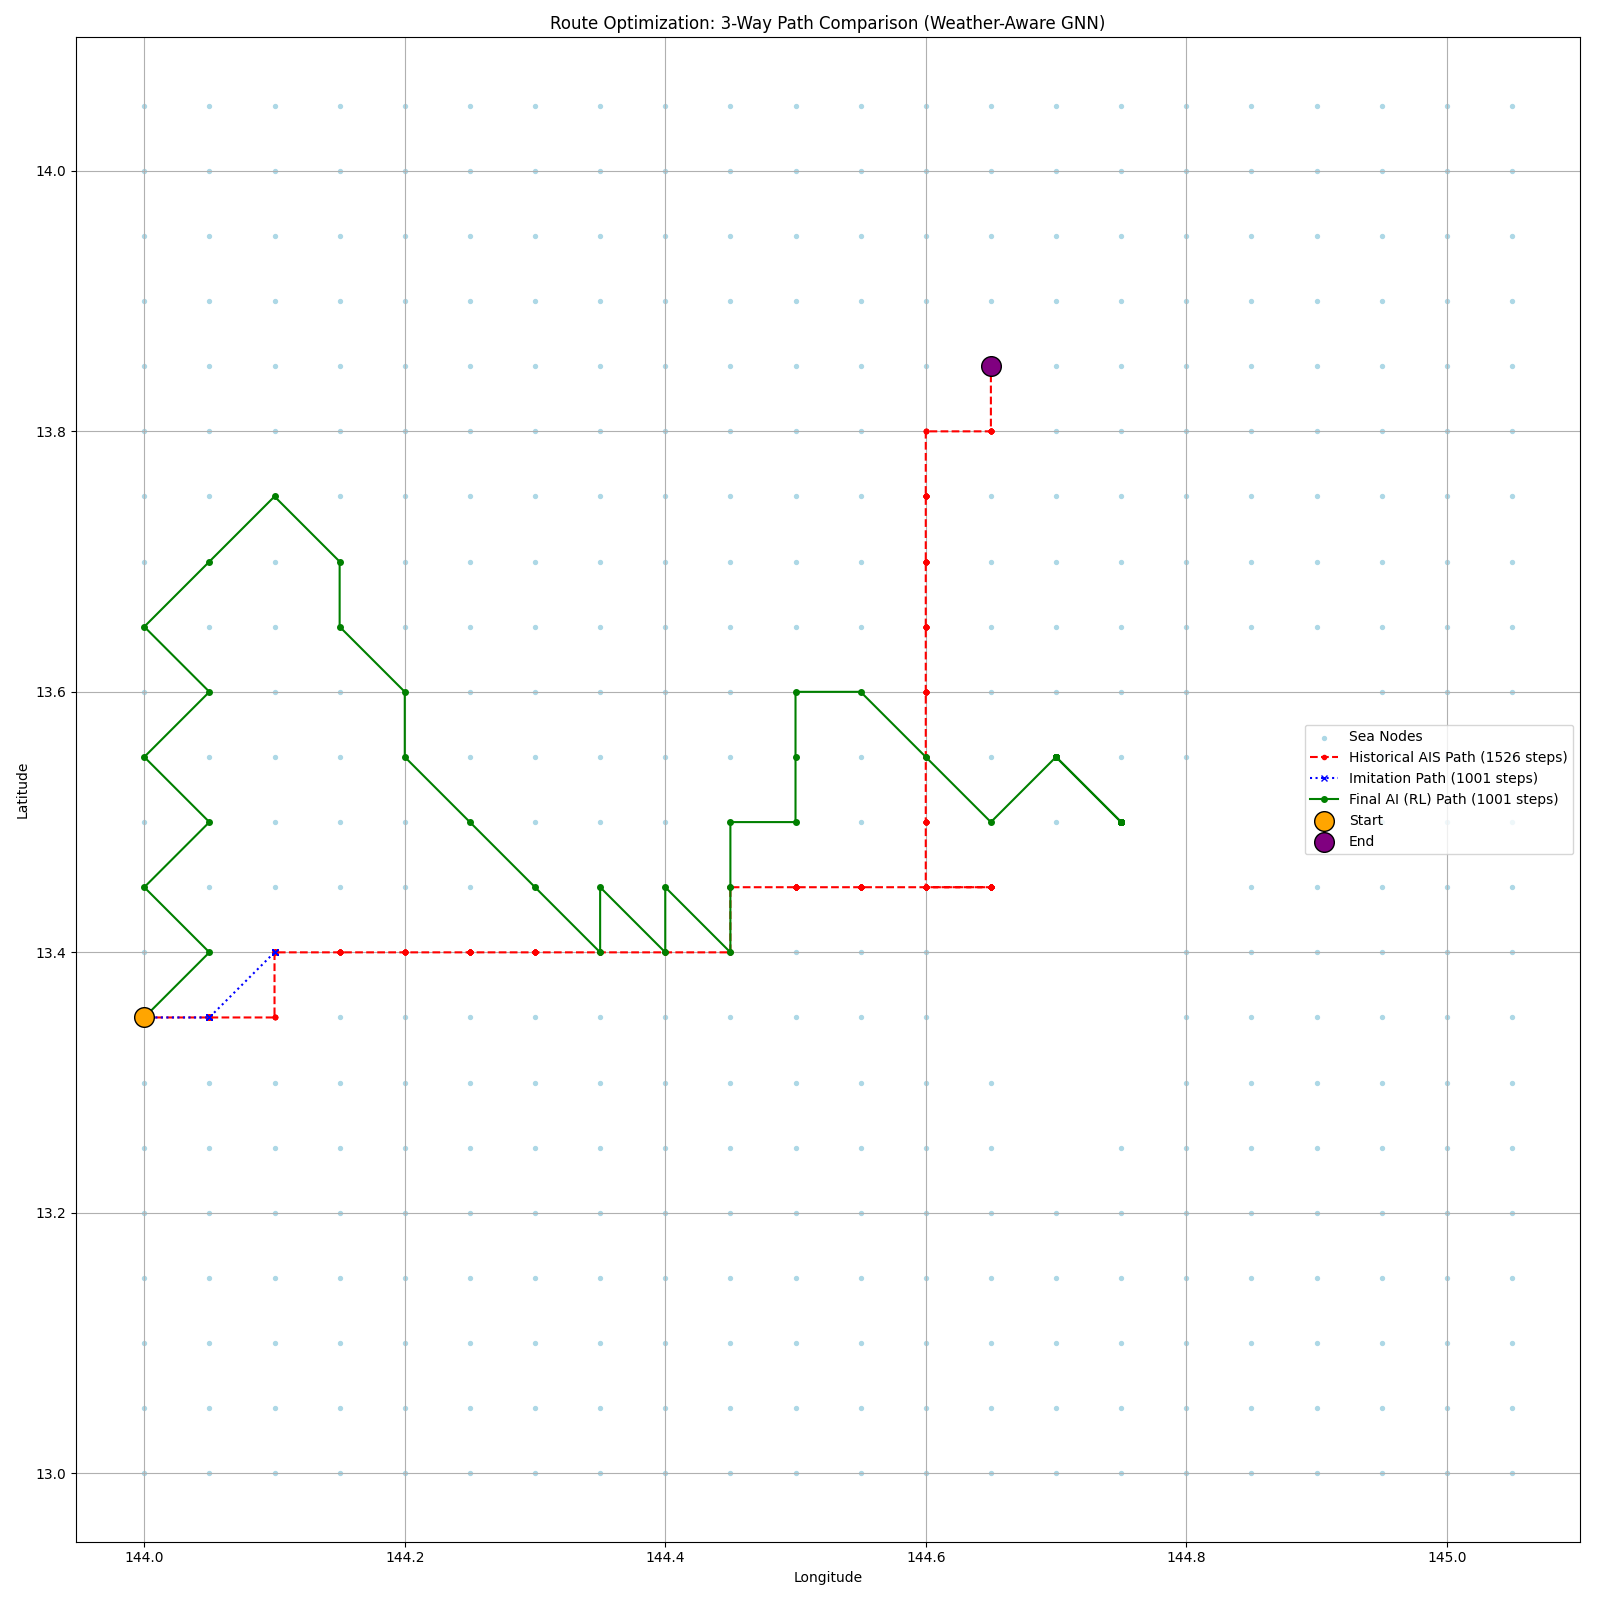 Route Optimization: 3-Way Path Comparison (Weather-Aware GNN)
14.0
13.8
13.6
13.4
13.2
13.0
Latitude
Sea Nodes
Historical AIS Path (1526 steps)
Imitation Path (1001 steps)
Final AI (RL) Path (1001 steps)
Start
End
144.0
144.2
144.4
144.6
144.8
145.0
Longitude